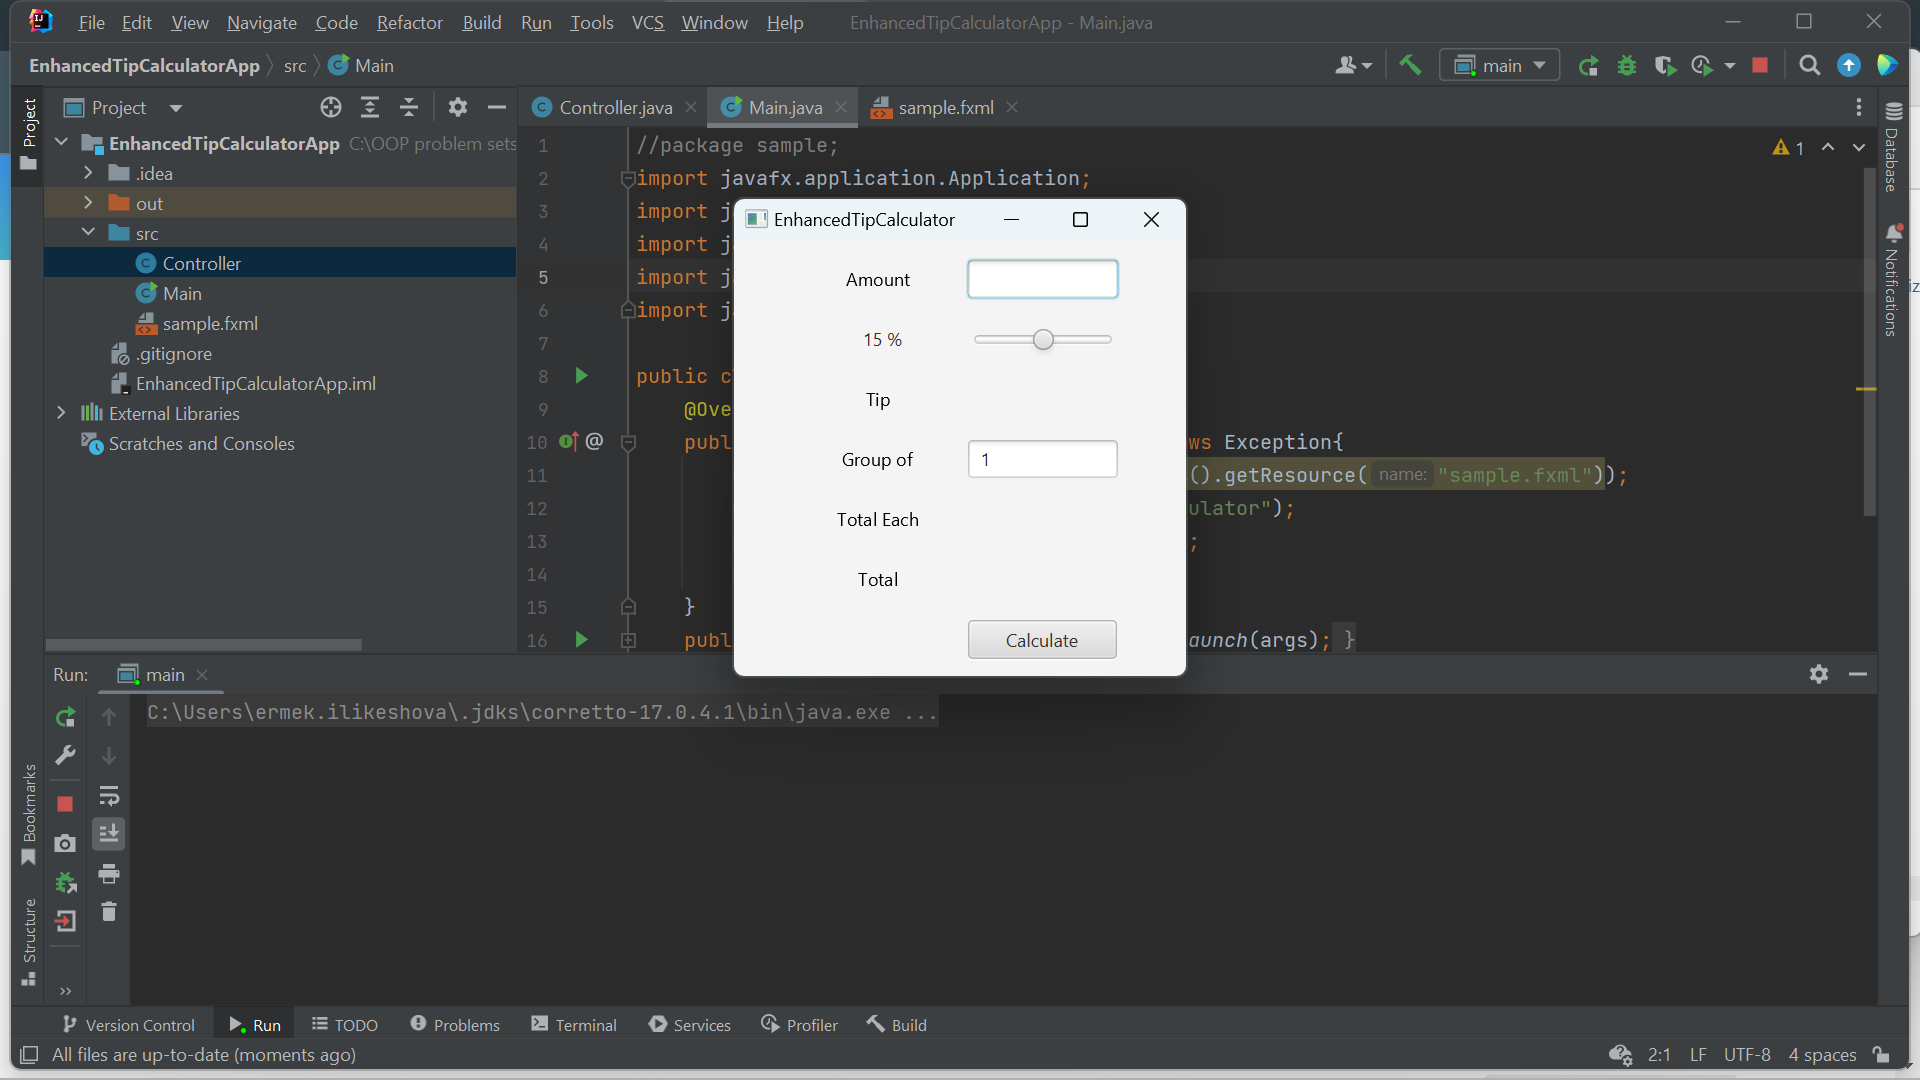 File Edit View Navigate Code Refactor Build Run Tools VCS Window Help EnhancedTipCalculatorApp - Main.java
EnhancedTipCalculatorApp src Main
main
Project
Controller.java Main.java sample.fxml
EnhancedTipCalculatorApp C:\OOP problem sets
.idea
out
src
Controller
Main
sample.fxml
.gitignore
EnhancedTipCalculatorApp.iml
External Libraries
Scratches and Consoles
Project
Bookmarks
Structure
Database
Notifications
1
1 //package sample;
2 import javafx.application.Application;
3 import j
4 import j
5 import j
6 import j
7
8 public c
9 @Ove
10 @ publ ws Exception{
11 ().getResource( name: "sample.fxml"));
12 ulator");
13 ;
14
15 }
16 publ aunch(args); }
EnhancedTipCalculator
Amount
15 %
Tip
Group of 1
Total Each
Total
Calculate
Run: main
C:\Users\ermek.ilikeshova\.jdks\corretto-17.0.4.1\bin\java.exe ...
Version Control Run TODO Problems Terminal Services Profiler Build
All files are up-to-date (moments ago) 2:1 LF UTF-8 4 spaces
iz